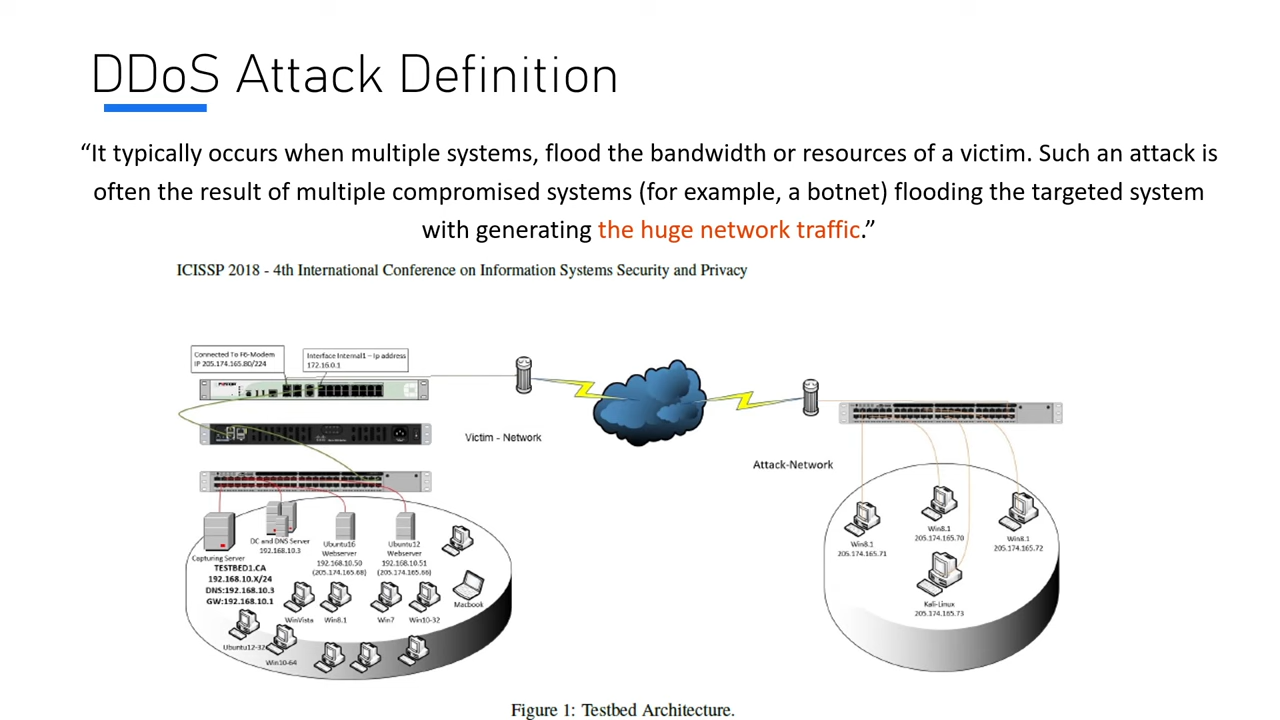 DDoS Attack Definition
“It typically occurs when multiple systems, flood the bandwidth or resources of a victim. Such an attack is
often the result of multiple compromised systems (for example, a botnet) flooding the targeted system
with generating the huge network traffic.”
ICISSP 2018 - 4th International Conference on Information Systems Security and Privacy
Connected To F6-Modem
IP 205.174.165.80/224
Interface Internal1 – Ip address
172.16.0.1
Victim - Network
Attack-Network
Capturing Server
DC and DNS Server
192.168.10.3
Ubuntu16
Webserver
192.168.10.50
(205.174.165.68)
Ubuntu12
Webserver
192.168.10.51
(205.174.165.66)
TESTBED1.CA
192.168.10.X/24
DNS:192.168.10.3
GW:192.168.10.1
WinVista
Win8.1
Win7
Win10-32
Macbook
Ubuntu12-32
Win10-64
Win8.1
205.174.165.71
Win8.1
205.174.165.70
Win8.1
205.174.165.72
Kali-Linux
205.174.165.73
Figure 1: Testbed Architecture.